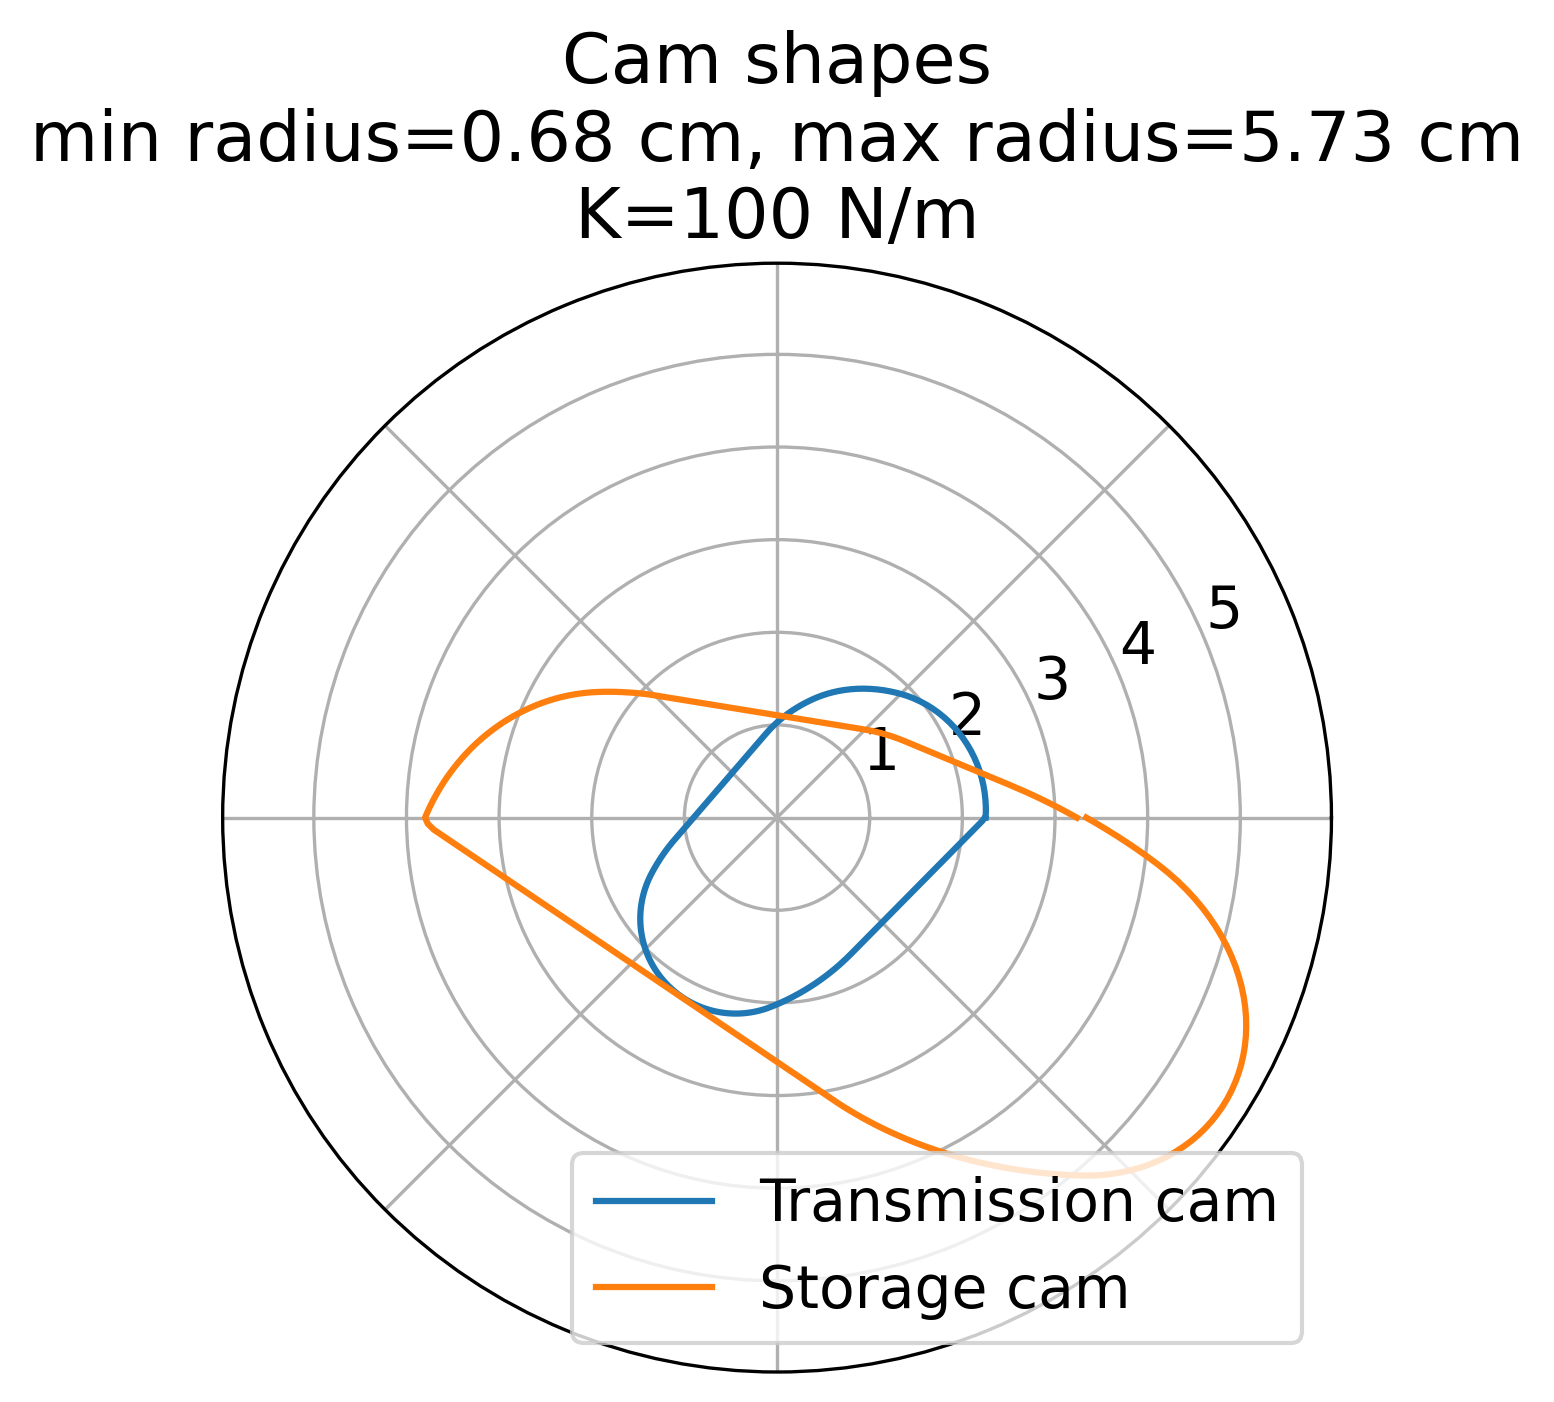 Cam shapes
min radius=0.68 cm, max radius=5.73 cm
K=100 N/m
5
4
3
2
1
Transmission cam
Storage cam